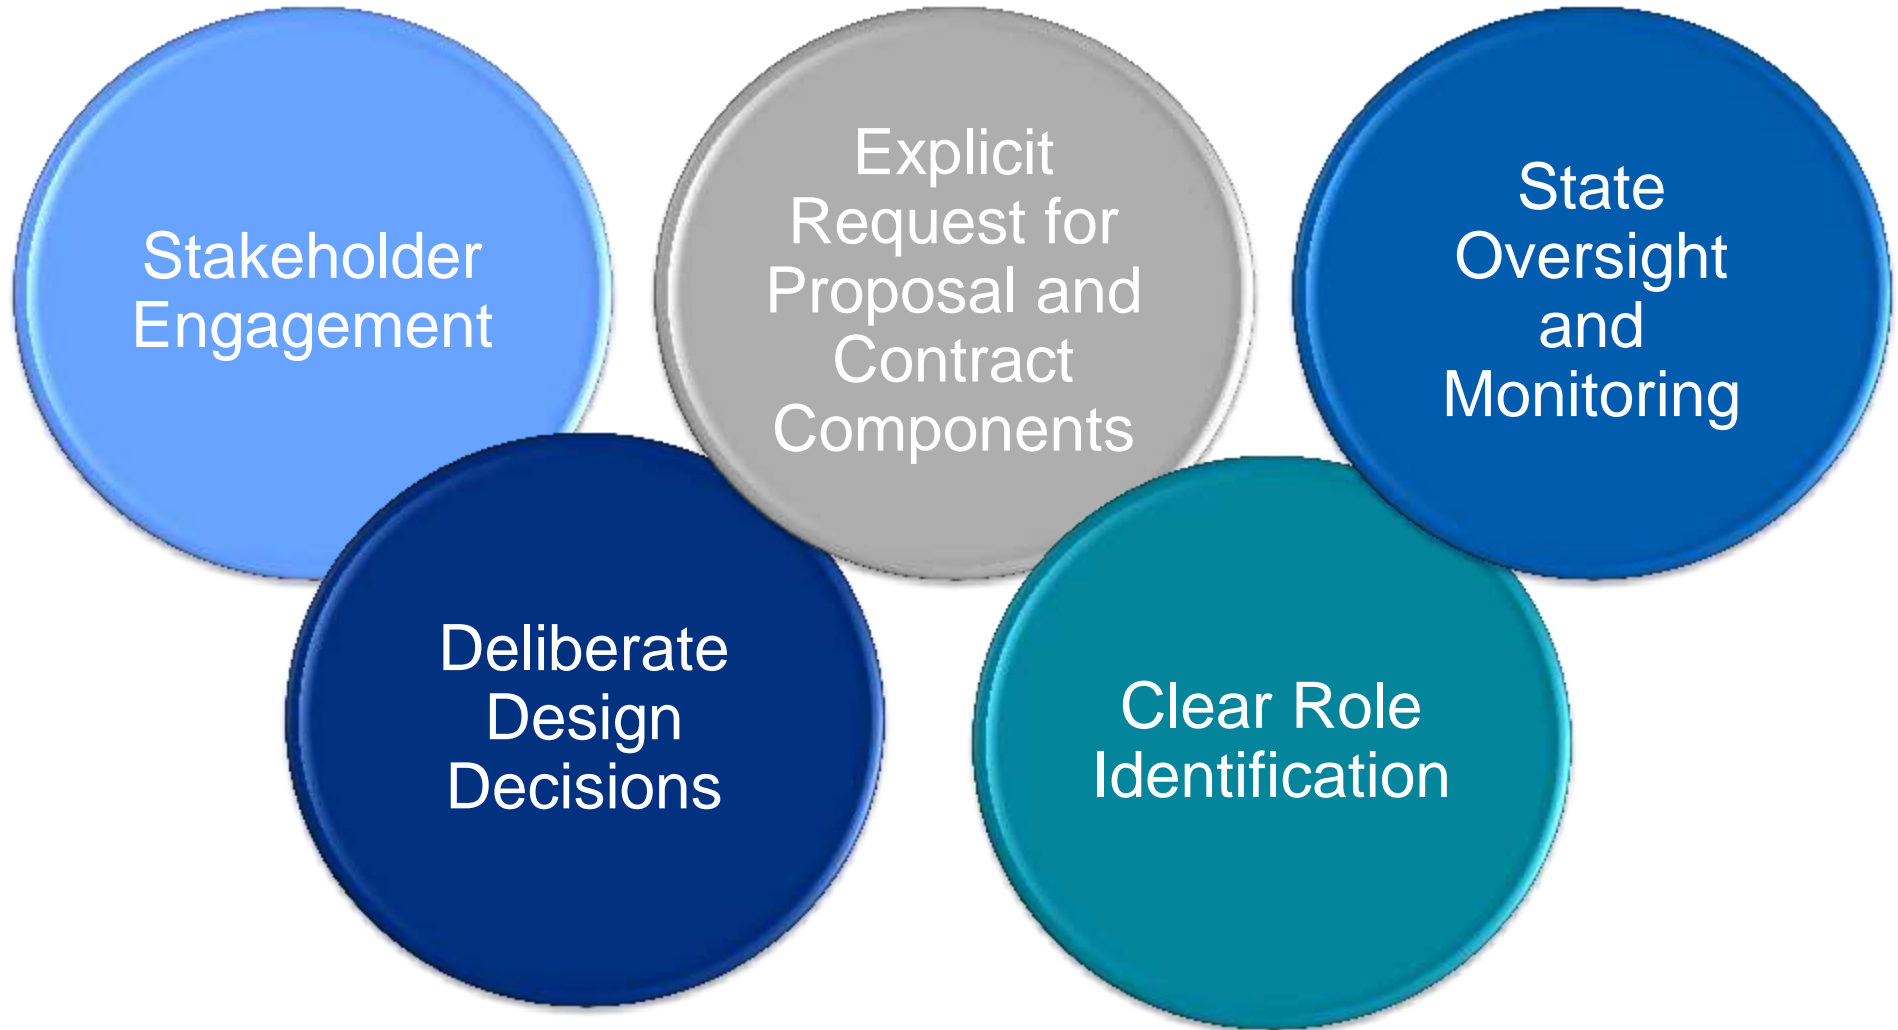 Stakeholder
Engagement
Deliberate
Design
Decisions
Explicit
Request for
Proposal and
Contract
Components
Clear Role
Identification
State
Oversight
and
Monitoring